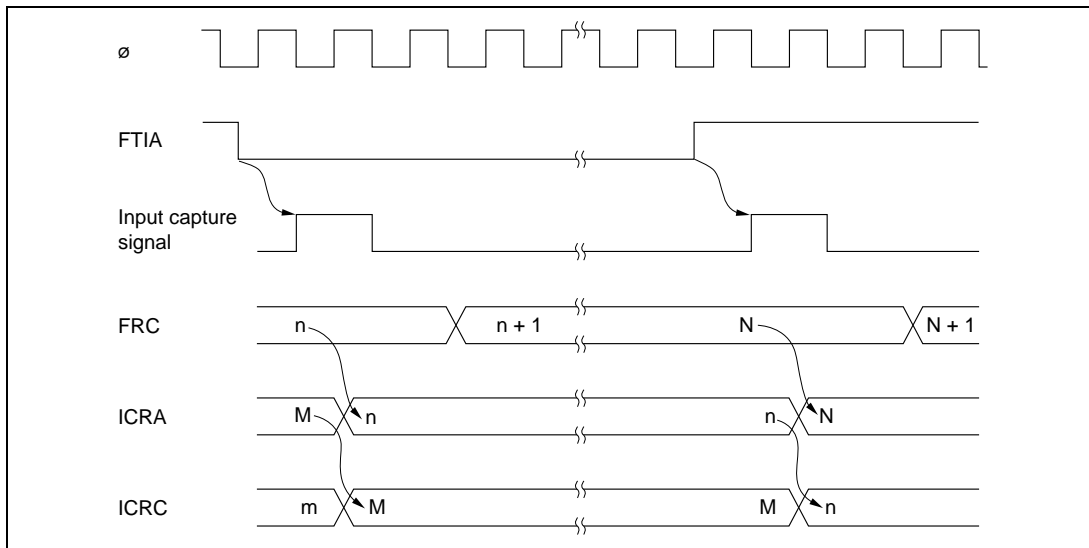 ø
FTIA
Input capture
signal
FRC n n + 1 N N + 1
ICRA M n n N
ICRC m M M n